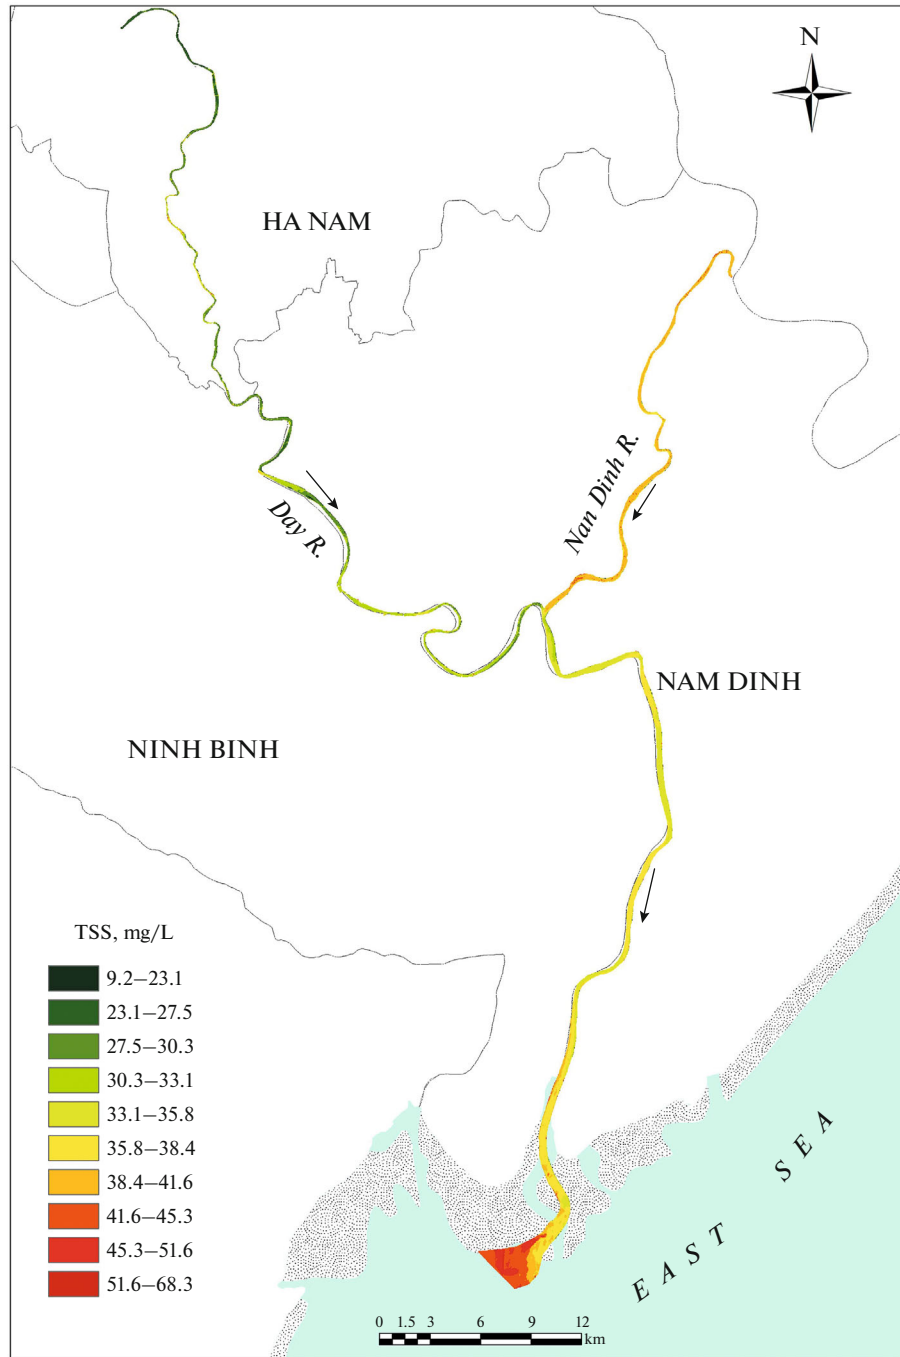 N
HA NAM
Nan Dinh R.
Day R.
NAM DINH
NINH BINH
TSS, mg/L
9.2–23.1
23.1–27.5
27.5–30.3
30.3–33.1
33.1–35.8
35.8–38.4
38.4–41.6
41.6–45.3
45.3–51.6
51.6–68.3
EAST SEA
0 1.5 3 6 9 12
km